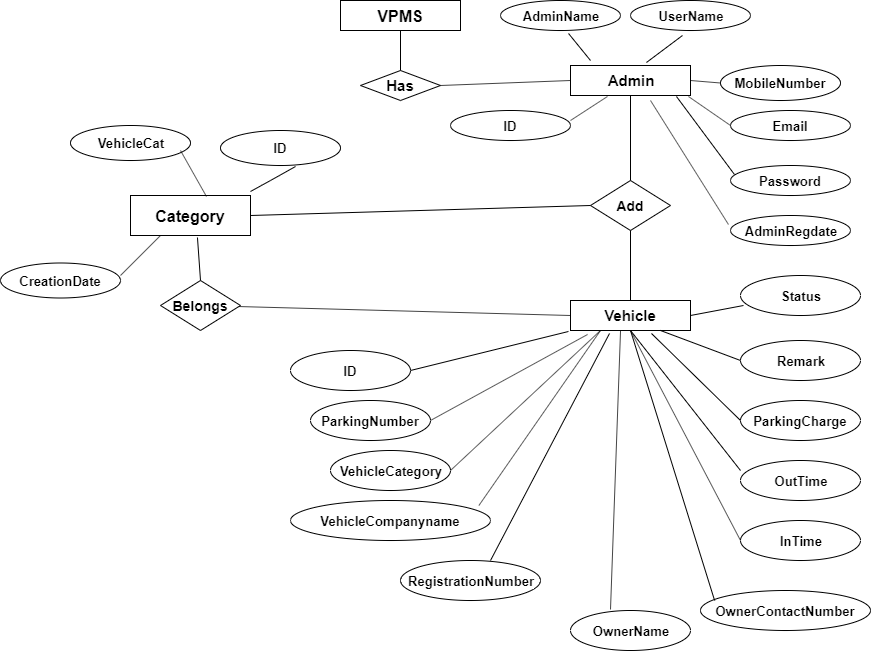 VPMS
AdminName
UserName
Has
Admin
MobileNumber
ID
Email
VehicleCat
ID
Password
Category
Add
AdminRegdate
CreationDate
Belongs
Vehicle
Status
ID
Remark
ParkingNumber
ParkingCharge
VehicleCategory
OutTime
VehicleCompanyname
InTime
RegistrationNumber
OwnerContactNumber
OwnerName